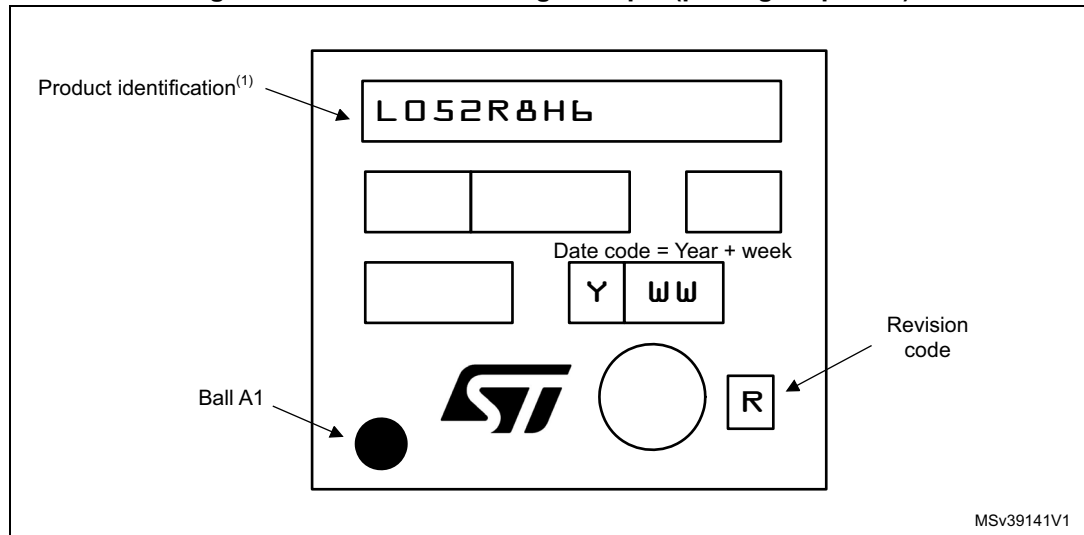 Product identification(1)
L052R8H6
Date code = Year + week
Y WW
Revision
code
Ball A1
R
MSv39141V1